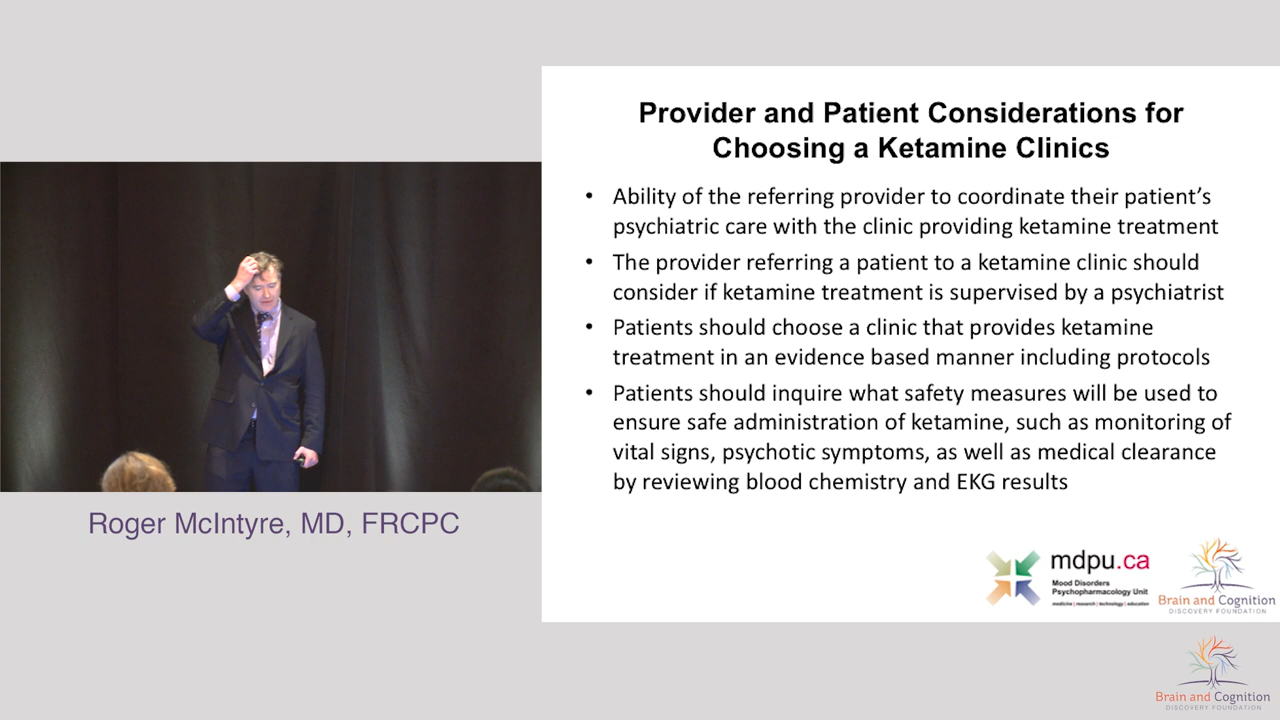 Provider and Patient Considerations for
Choosing a Ketamine Clinics
• Ability of the referring provider to coordinate their patient’s
psychiatric care with the clinic providing ketamine treatment
• The provider referring a patient to a ketamine clinic should
consider if ketamine treatment is supervised by a psychiatrist
• Patients should choose a clinic that provides ketamine
treatment in an evidence based manner including protocols
• Patients should inquire what safety measures will be used to
ensure safe administration of ketamine, such as monitoring of
vital signs, psychotic symptoms, as well as medical clearance
by reviewing blood chemistry and EKG results
Roger McIntyre, MD, FRCPC
mdpu.ca
Mood Disorders
Psychopharmacology Unit
medicine | research | technology | education
Brain and Cognition
DISCOVERY FOUNDATION
Brain and Cognition
DISCOVERY FOUNDATION